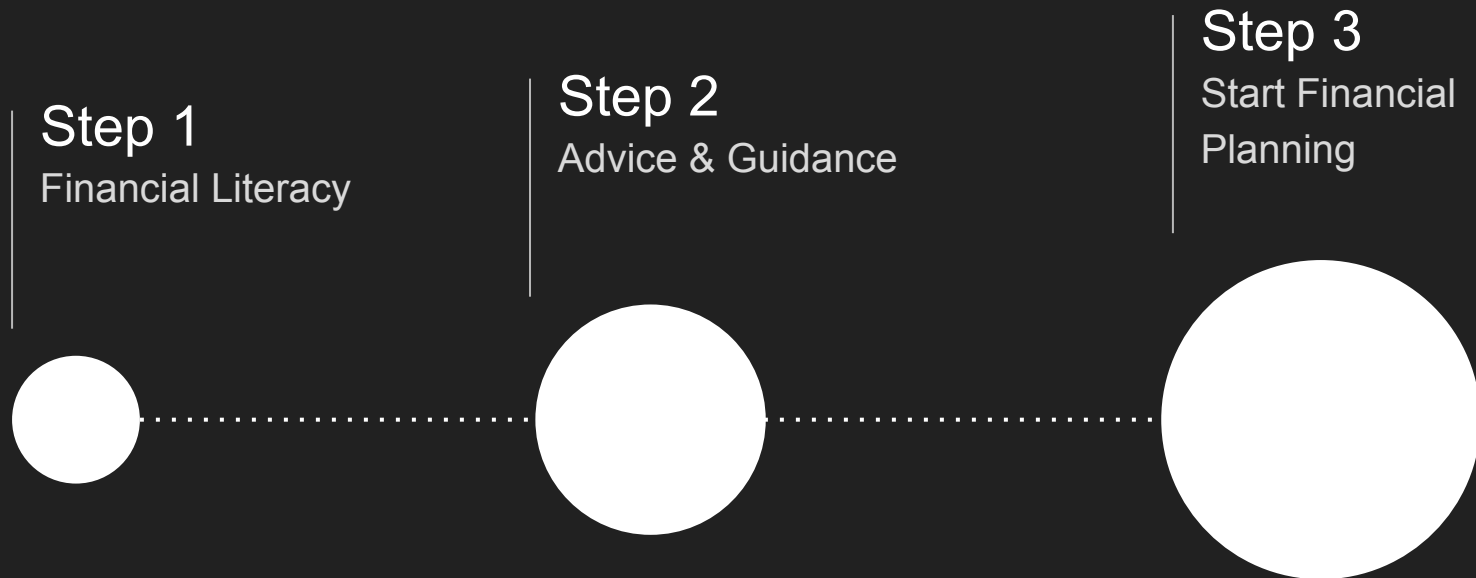 Step 1
Financial Literacy
Step 2
Advice & Guidance
Step 3
Start Financial
Planning